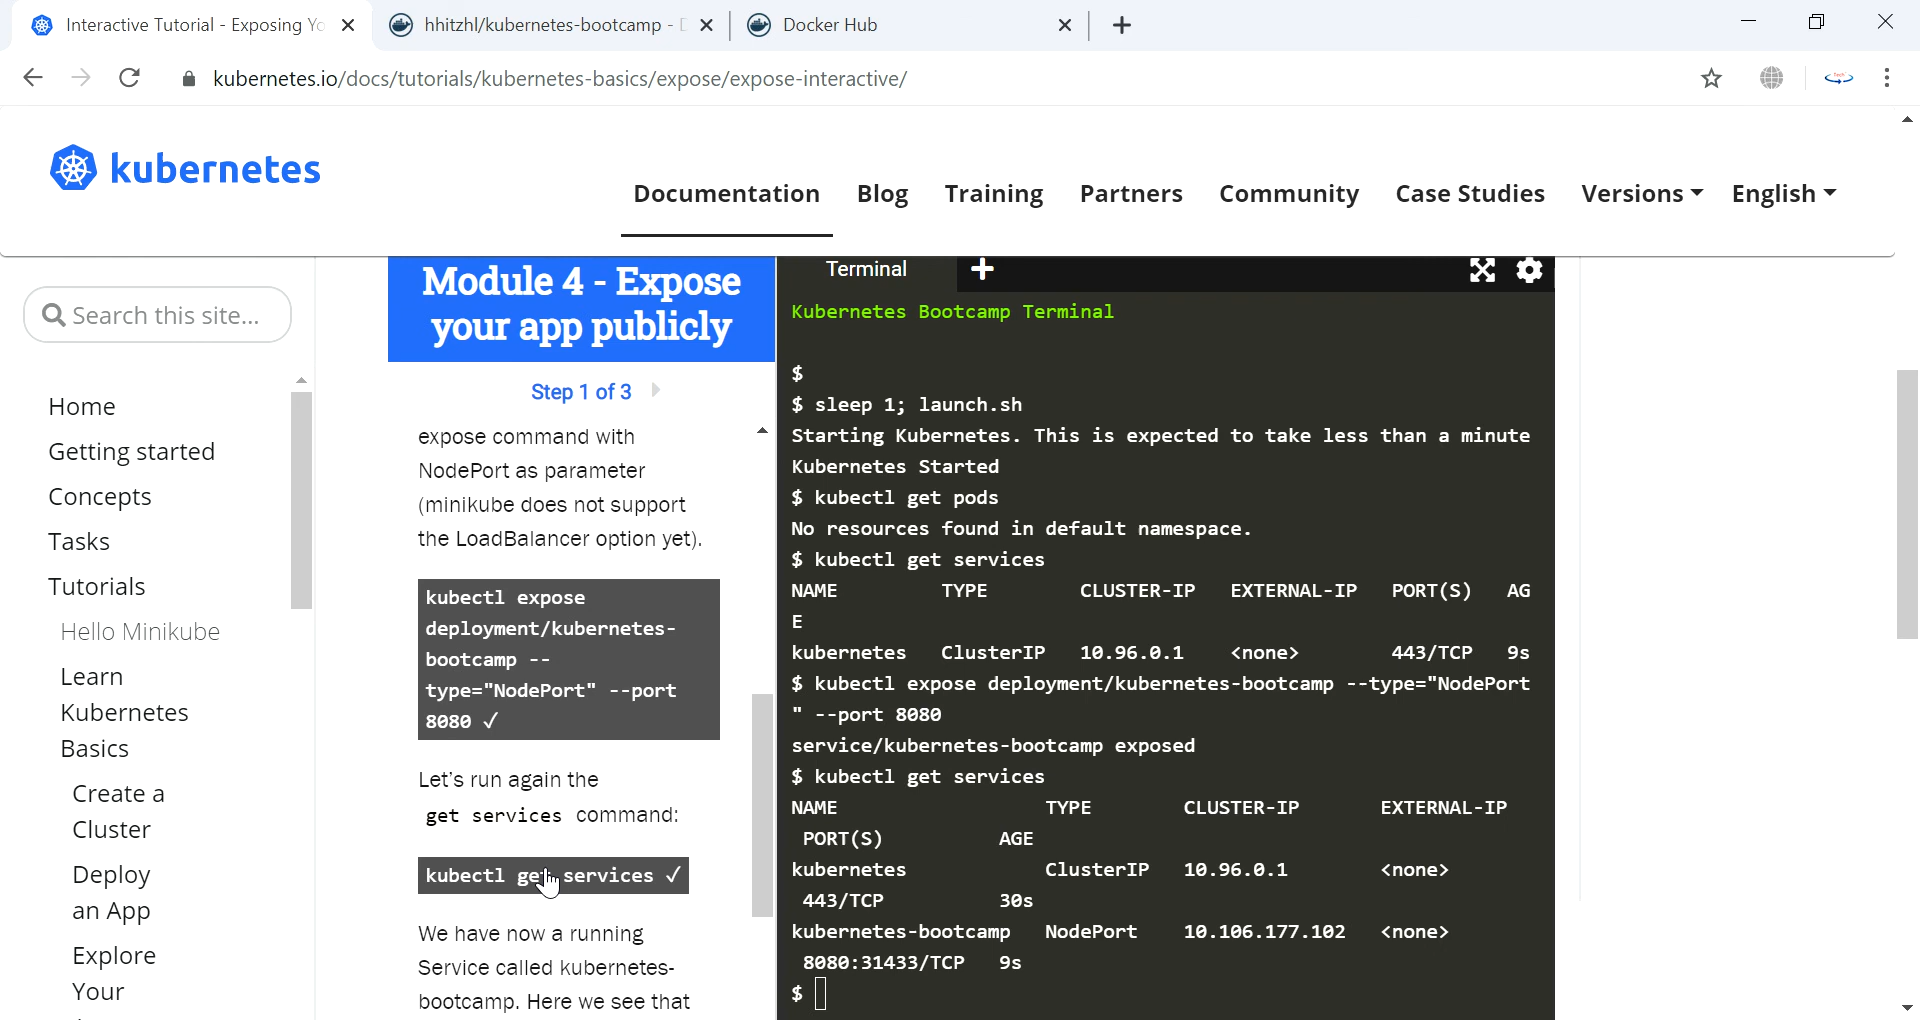 Interactive Tutorial - Exposing Yo
hhitzhl/kubernetes-bootcamp - D
Docker Hub
kubernetes.io/docs/tutorials/kubernetes-basics/expose/expose-interactive/
kubernetes
Documentation Blog Training Partners Community Case Studies Versions English
Search this site...
Home
Getting started
Concepts
Tasks
Tutorials
Hello Minikube
Learn
Kubernetes
Basics
Create a
Cluster
Deploy
an App
Explore
Your
Module 4 - Expose
your app publicly
Step 1 of 3
expose command with
NodePort as parameter
(minikube does not support
the LoadBalancer option yet).
kubectl expose
deployment/kubernetes-
bootcamp --
type="NodePort" --port
8080 ✓
Let's run again the
get services command:
kubectl get services ✓
We have now a running
Service called kubernetes-
bootcamp. Here we see that
Terminal
Kubernetes Bootcamp Terminal
$
$ sleep 1; launch.sh
Starting Kubernetes. This is expected to take less than a minute
Kubernetes Started
$ kubectl get pods
No resources found in default namespace.
$ kubectl get services
NAME TYPE CLUSTER-IP EXTERNAL-IP PORT(S) AG
E
kubernetes ClusterIP 10.96.0.1 <none> 443/TCP 9s
$ kubectl expose deployment/kubernetes-bootcamp --type="NodePort
" --port 8080
service/kubernetes-bootcamp exposed
$ kubectl get services
NAME TYPE CLUSTER-IP EXTERNAL-IP
PORT(S) AGE
kubernetes ClusterIP 10.96.0.1 <none>
443/TCP 30s
kubernetes-bootcamp NodePort 10.106.177.102 <none>
8080:31433/TCP 9s
$